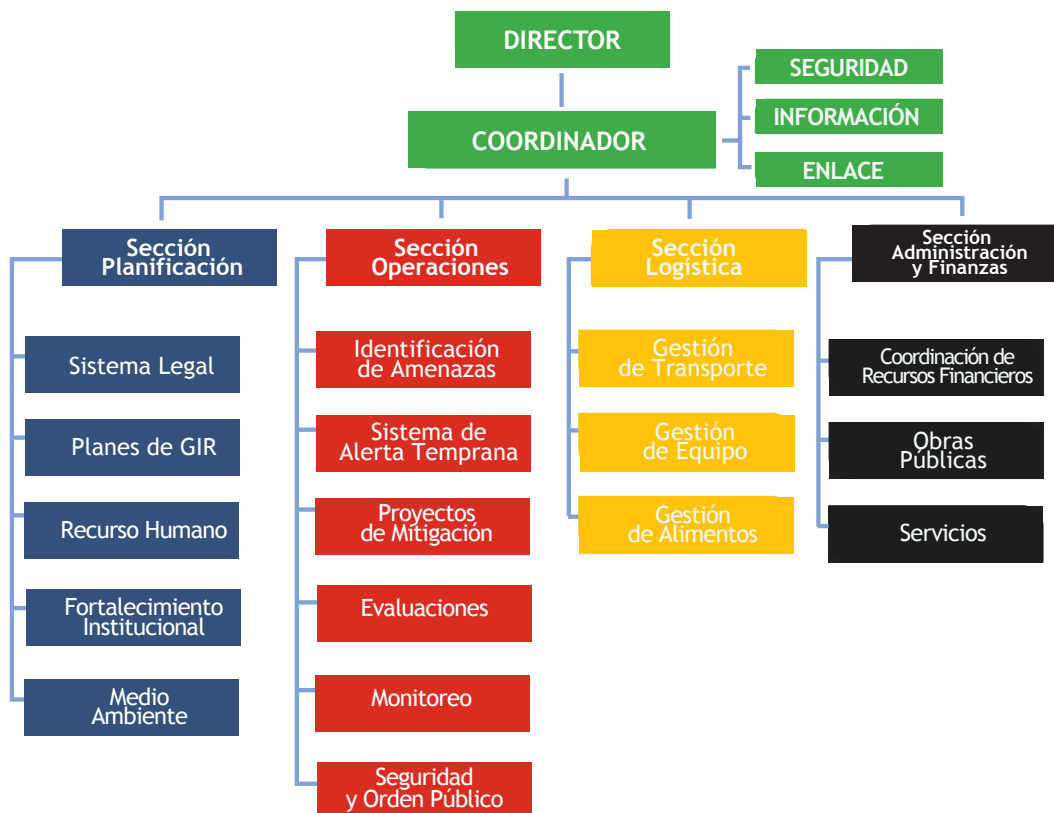 DIRECTOR
COORDINADOR
SEGURIDAD
INFORMACIÓN
ENLACE
Sección
Planificación
Sistema Legal
Planes de GIR
Recurso Humano
Fortalecimiento
Institucional
Medio
Ambiente
Sección
Operaciones
Identificación
de Amenazas
Sistema de
Alerta Temprana
Proyectos
de Mitigación
Evaluaciones
Monitoreo
Seguridad
y Orden Público
Sección
Logística
Gestión
de Transporte
Gestión
de Equipo
Gestión
de Alimentos
Sección
Administración
y Finanzas
Coordinación de
Recursos Financieros
Obras
Públicas
Servicios